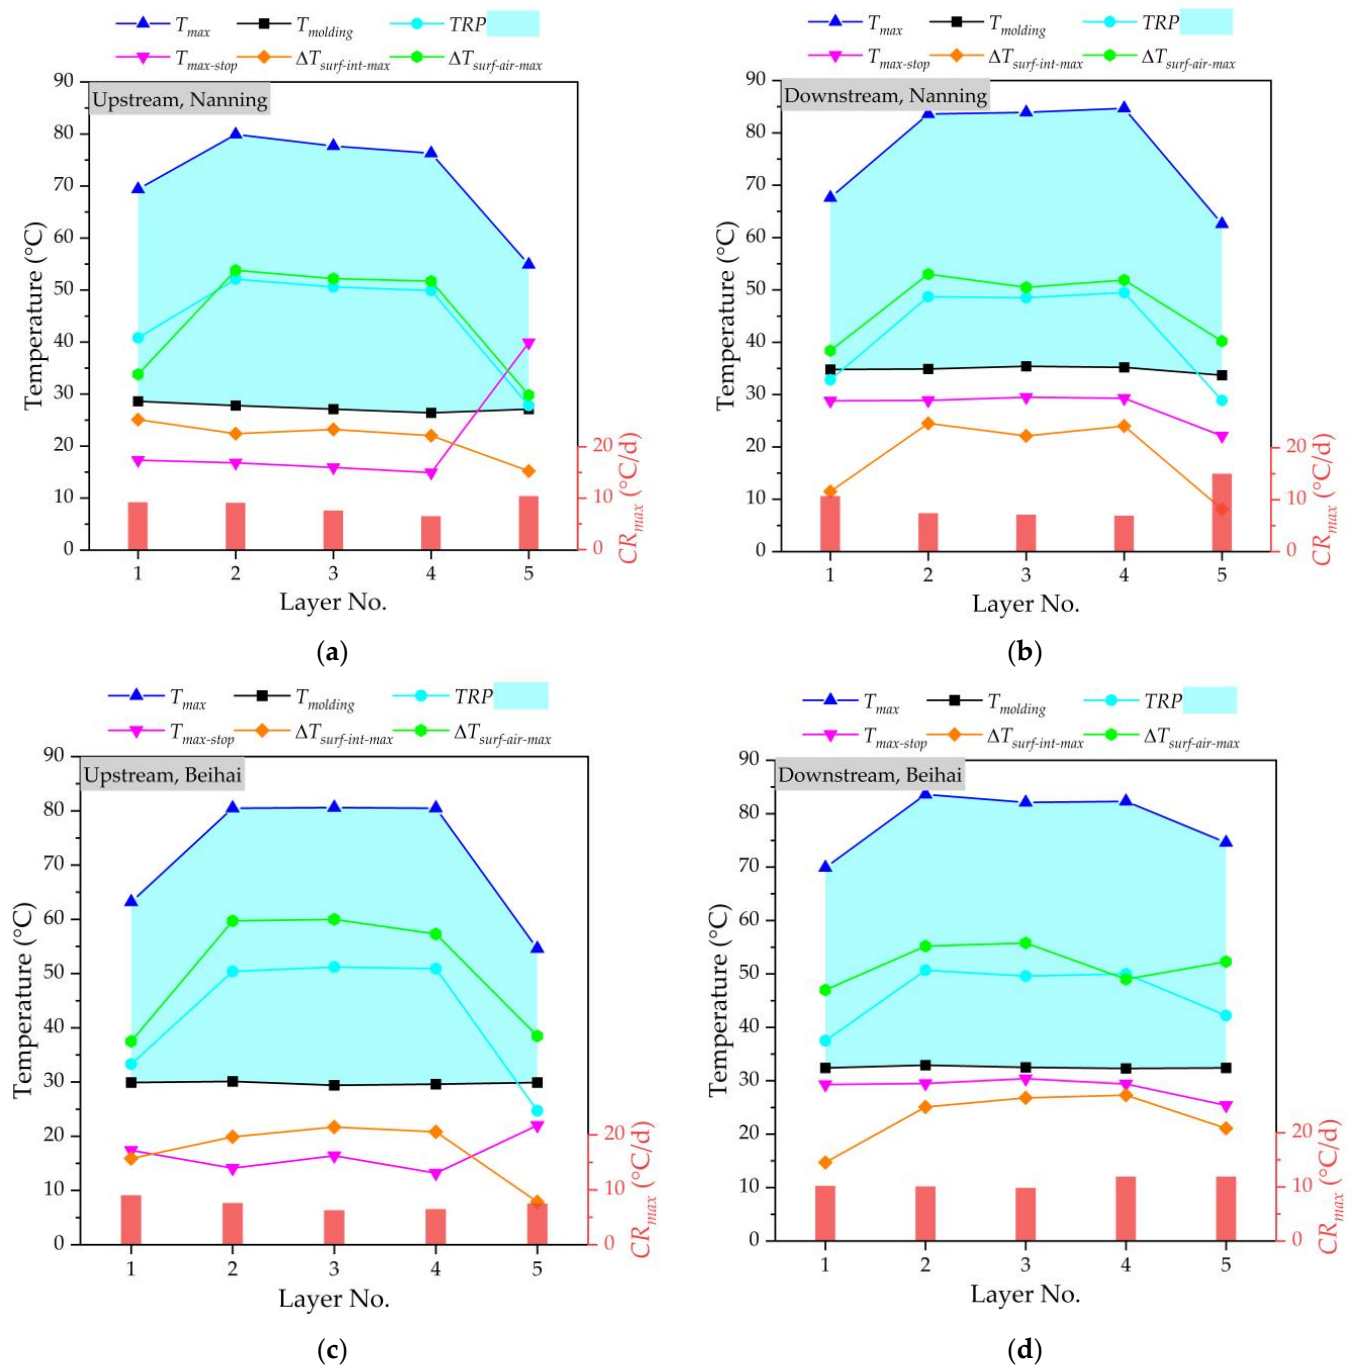 T_max T_molding TRP
T_max-stop ΔT_surf-int-max ΔT_surf-air-max
Upstream, Nanning
90
80
70
60
50
40
30
20
10
0
Temperature (°C)
20
10
0
CR_max (°C/d)
1 2 3 4 5
Layer No.
(a)
T_max T_molding TRP
T_max-stop ΔT_surf-int-max ΔT_surf-air-max
Downstream, Nanning
90
80
70
60
50
40
30
20
10
0
Temperature (°C)
20
10
0
CR_max (°C/d)
1 2 3 4 5
Layer No.
(b)
T_max T_molding TRP
T_max-stop ΔT_surf-int-max ΔT_surf-air-max
Upstream, Beihai
90
80
70
60
50
40
30
20
10
0
Temperature (°C)
20
10
0
CR_max (°C/d)
1 2 3 4 5
Layer No.
(c)
T_max T_molding TRP
T_max-stop ΔT_surf-int-max ΔT_surf-air-max
Downstream, Beihai
90
80
70
60
50
40
30
20
10
0
Temperature (°C)
20
10
0
CR_max (°C/d)
1 2 3 4 5
Layer No.
(d)